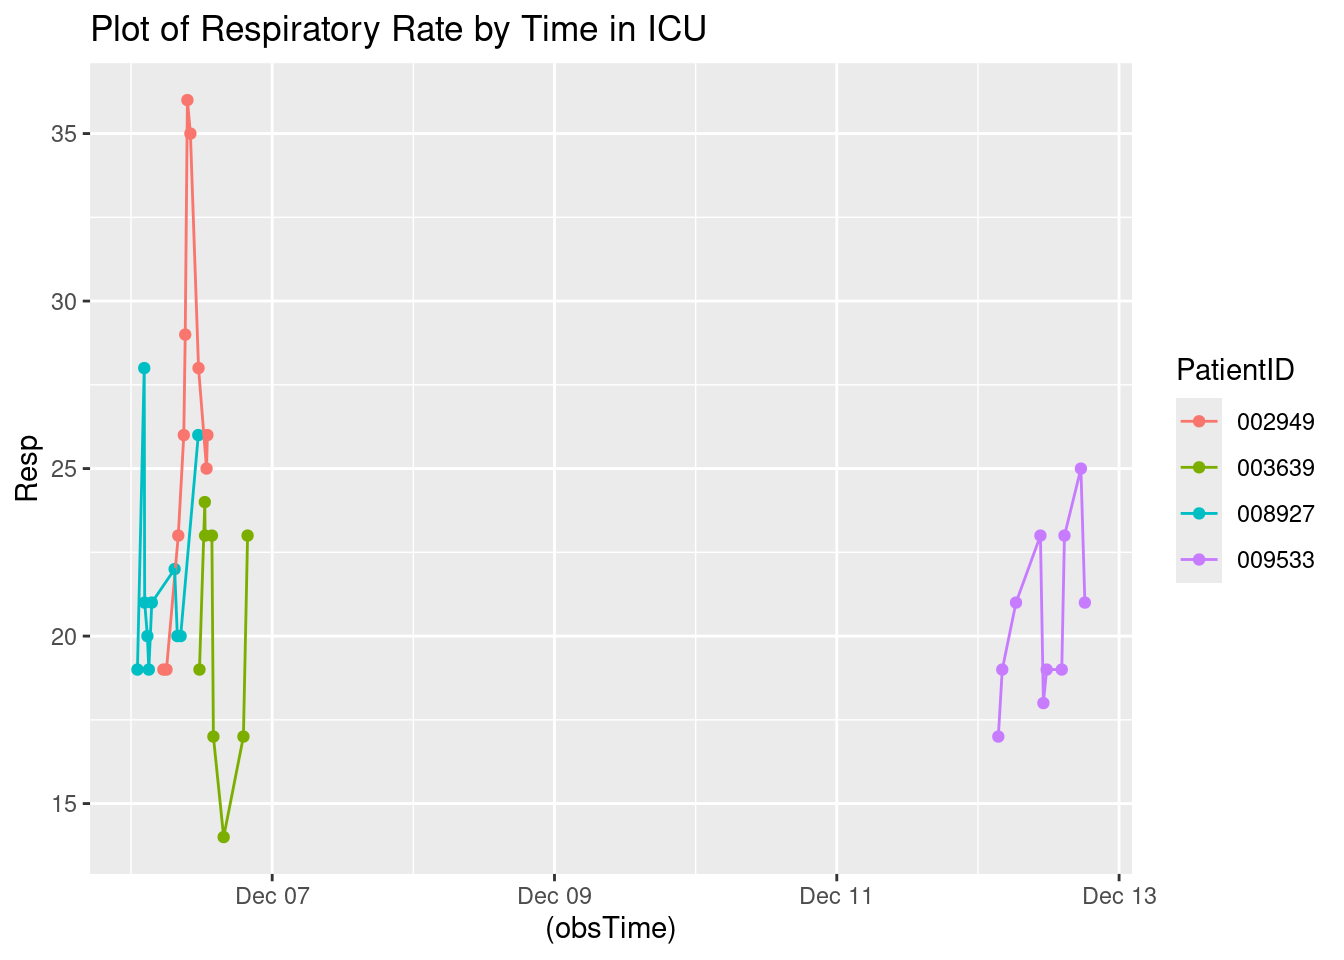 Plot of Respiratory Rate by Time in ICU
35
30
25
20
15
Resp
Dec 07
Dec 09
Dec 11
Dec 13
(obsTime)
PatientID
002949
003639
008927
009533